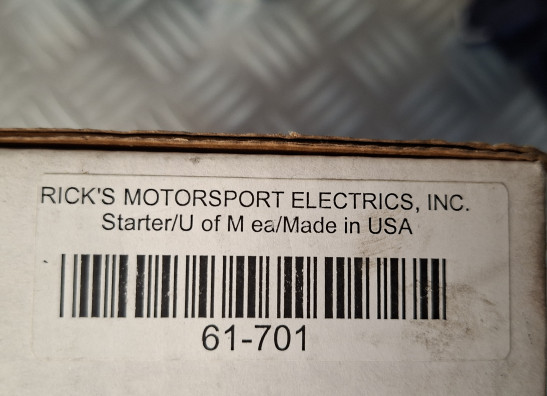 RICK'S MOTORSPORT ELECTRICS, INC.
Starter/U of M ea/Made in USA
61-701